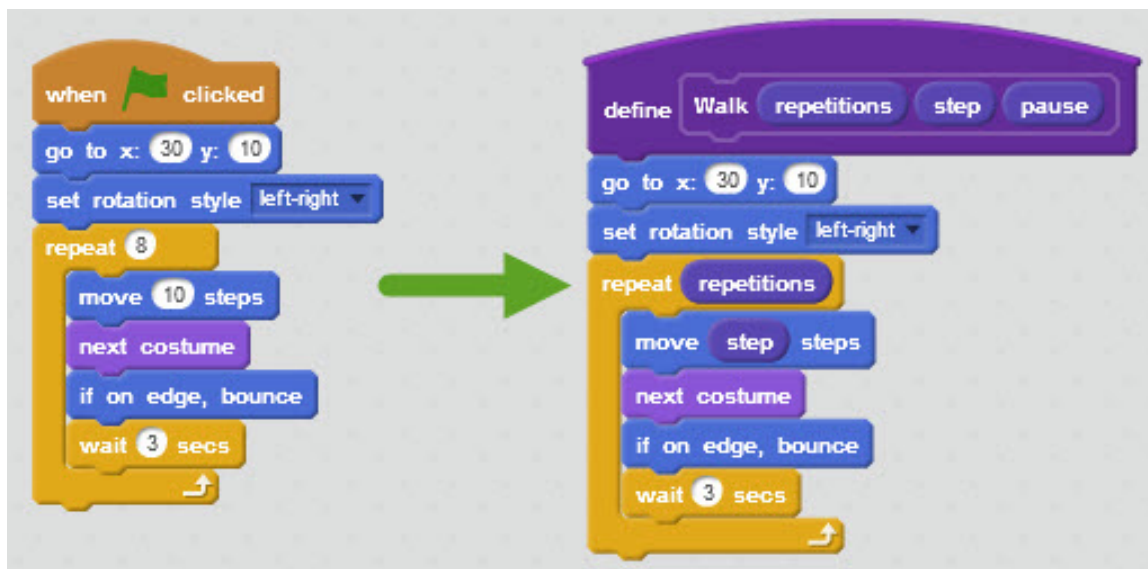 when clicked
go to x: 30 y: 10
set rotation style left-right
repeat 8
move 10 steps
next costume
if on edge, bounce
wait 3 secs
define Walk repetitions step pause
go to x: 30 y: 10
set rotation style left-right
repeat repetitions
move step steps
next costume
if on edge, bounce
wait 3 secs